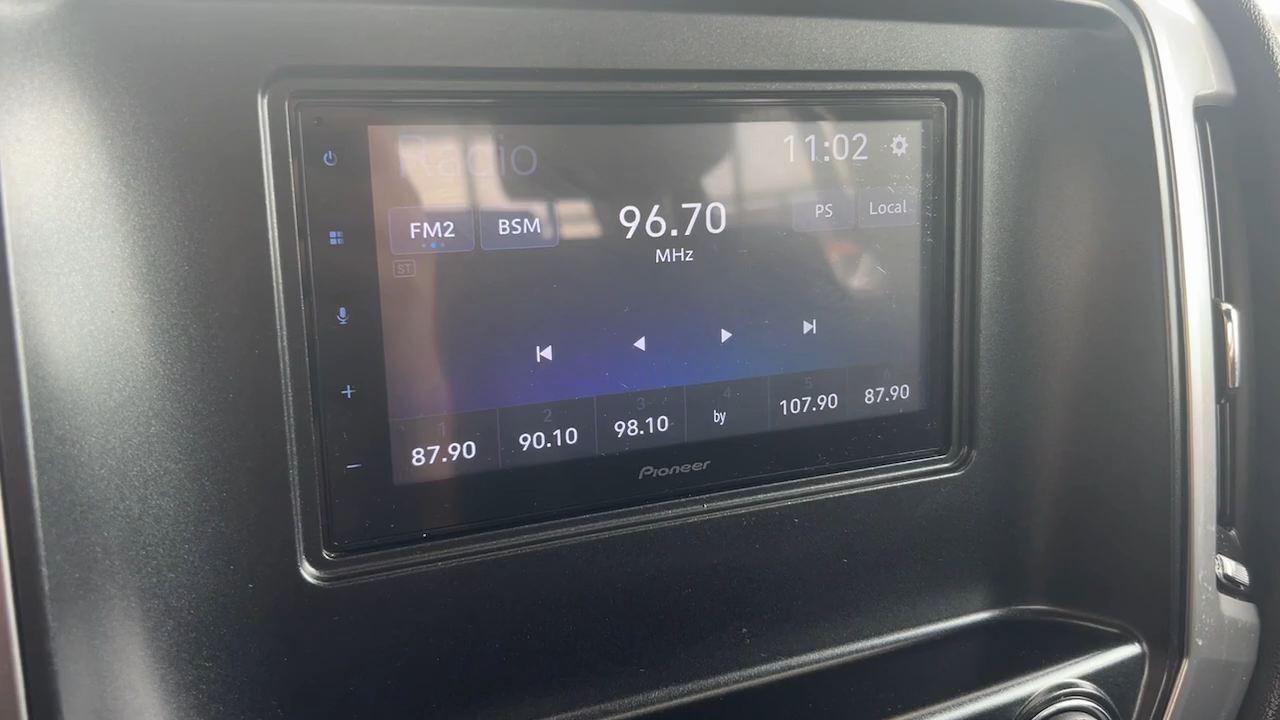 Radio
11:02
FM2
BSM
96.70
MHz
PS
Local
ST
1
2
3
4
5
87.90
90.10
98.10
by
107.90
87.90
Pioneer